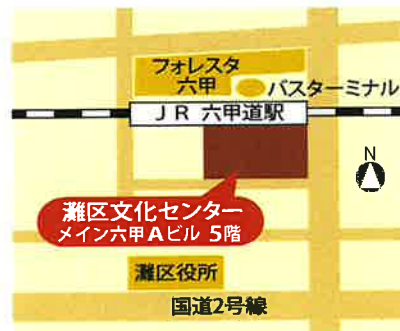 フォレスタ
六甲
バスターミナル
JR 六甲道駅
N
灘区文化センター
メイン六甲Aビル 5階
灘区役所
国道2号線